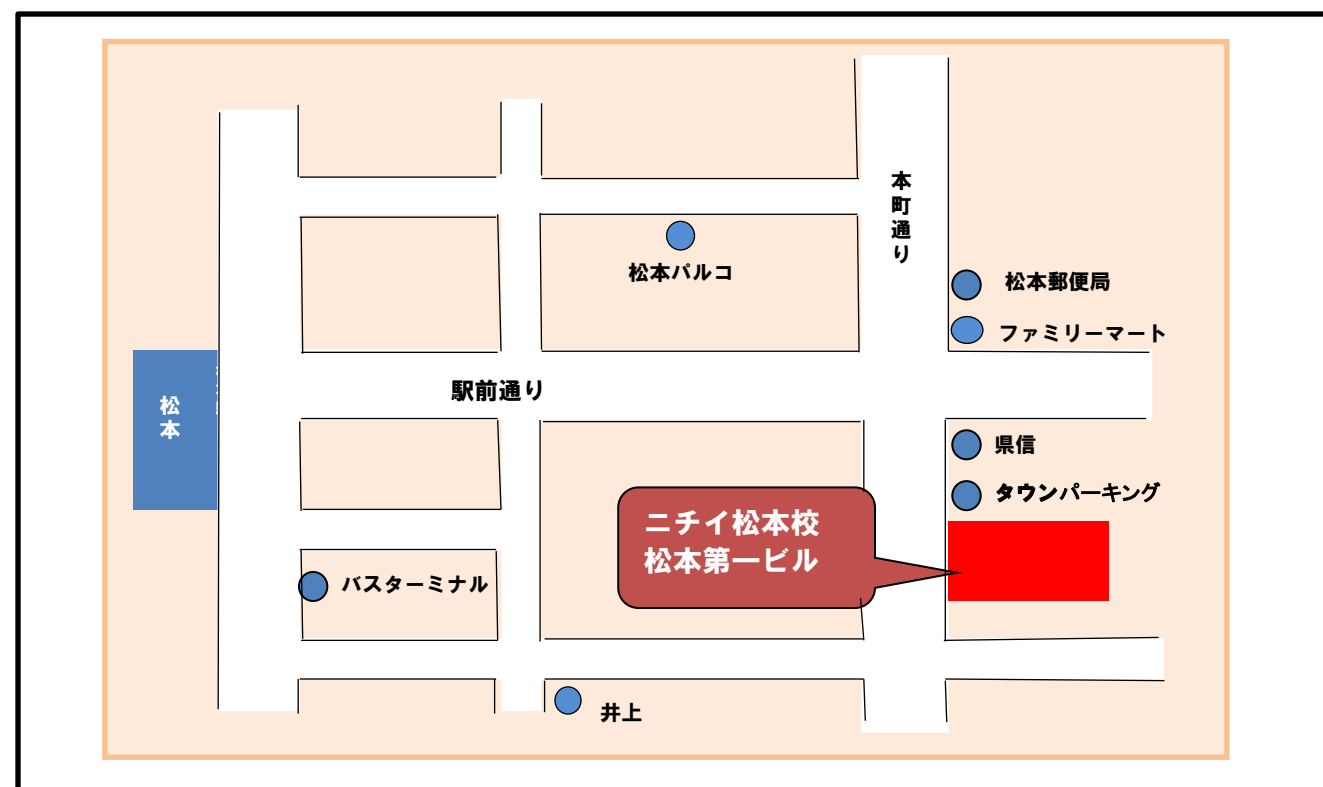 本町通り
松本パルコ
松本郵便局
ファミリーマート
駅前通り
松本
県信
タウンパーキング
ニチイ松本校
松本第一ビル
バスターミナル
井上